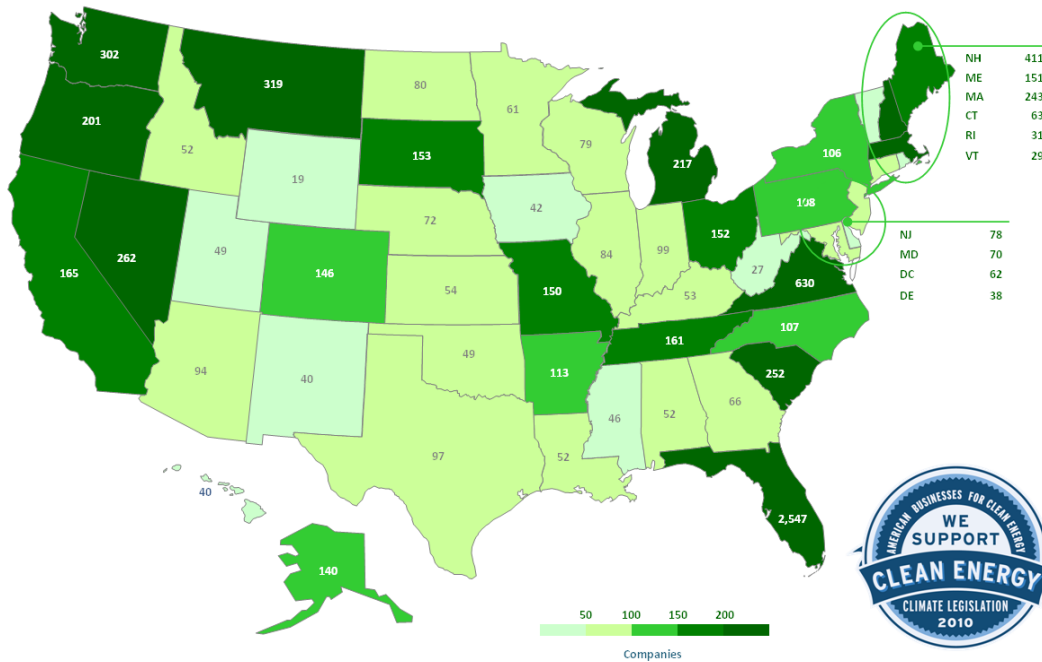 302
319
80
61
201
52
153
79
217
106
19
165
262
49
146
72
42
84
99
152
108
54
150
53
27
630
94
40
49
113
161
107
97
52
46
52
66
252
2,547
40
140
NH 411
ME 151
MA 243
CT 63
RI 31
VT 29
NJ 78
MD 70
DC 62
DE 38
AMERICAN BUSINESSES FOR CLEAN ENERGY
WE
SUPPORT
CLEAN ENERGY
CLIMATE LEGISLATION
2010
50 100 150 200
Companies